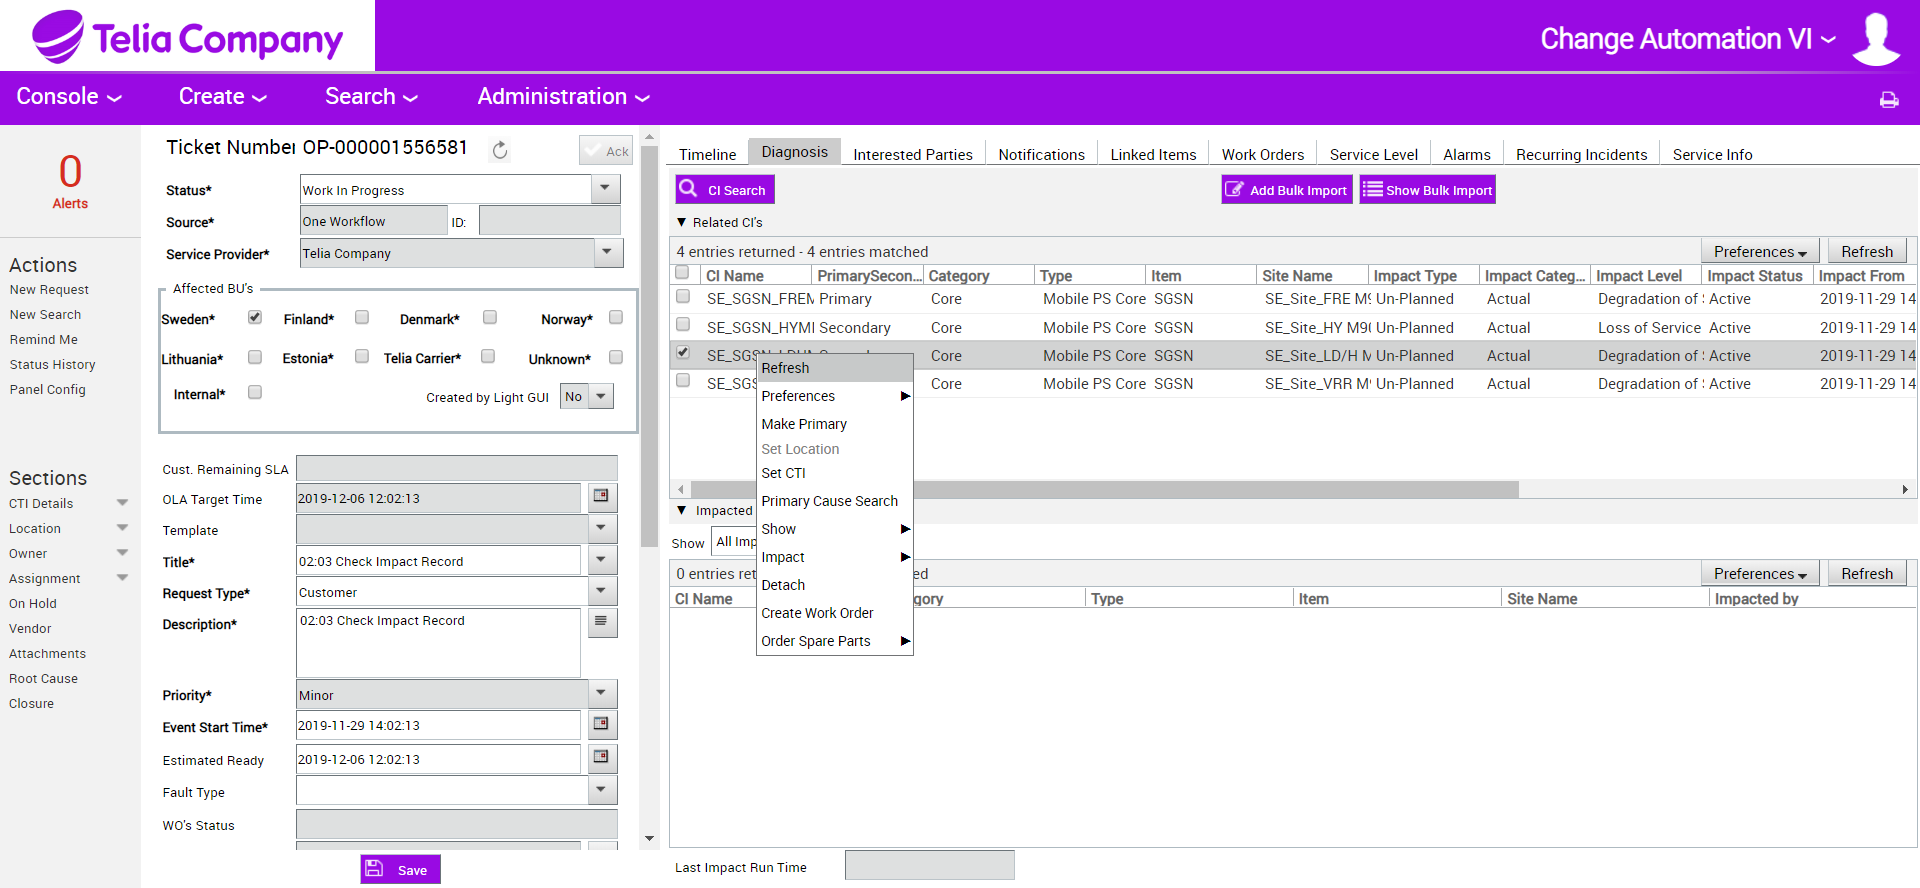 Telia Company
Change Automation VI
Console Create Search Administration
0
Alerts
Actions
New Request
New Search
Remind Me
Status History
Panel Config
Sections
CTI Details
Location
Owner
Assignment
On Hold
Vendor
Attachments
Root Cause
Closure
Ticket Number OP-000001556581 Ack
Status* Work In Progress
Source* One Workflow ID:
Service Provider* Telia Company
Affected BU's
Sweden* Finland* Denmark* Norway*
Lithuania* Estonia* Telia Carrier* Unknown*
Internal* Created by Light GUI No
Cust. Remaining SLA
OLA Target Time 2019-12-06 12:02:13
Template
Title* 02:03 Check Impact Record
Request Type* Customer
Description* 02:03 Check Impact Record
Priority* Minor
Event Start Time* 2019-11-29 14:02:13
Estimated Ready 2019-12-06 12:02:13
Fault Type
WO's Status
Save
Timeline Diagnosis Interested Parties Notifications Linked Items Work Orders Service Level Alarms Recurring Incidents Service Info
CI Search Add Bulk Import Show Bulk Import
▼ Related CI's
4 entries returned - 4 entries matched Preferences Refresh
CI Name PrimarySecon... Category Type Item Site Name Impact Type Impact Categ... Impact Level Impact Status Impact From
SE_SGSN_FREM Primary Core Mobile PS Core SGSN SE_Site_FRE M9 Un-Planned Actual Degradation of Active 2019-11-29 14
SE_SGSN_HYM Secondary Core Mobile PS Core SGSN SE_Site_HY M90 Un-Planned Actual Loss of Service Active 2019-11-29 14
Core Mobile PS Core SGSN SE_Site_LD/H M Un-Planned Actual Degradation of Active 2019-11-29 14
SE_SGS Core Mobile PS Core SGSN SE_Site_VRR M Un-Planned Actual Degradation of Active 2019-11-29 14
Refresh
Preferences
Make Primary
Set Location
Set CTI
Primary Cause Search
Show
Impact
Detach
Create Work Order
Order Spare Parts
▼ Impacted
Show All Imp
0 entries ret ed Preferences Refresh
CI Name gory Type Item Site Name Impacted by
Last Impact Run Time